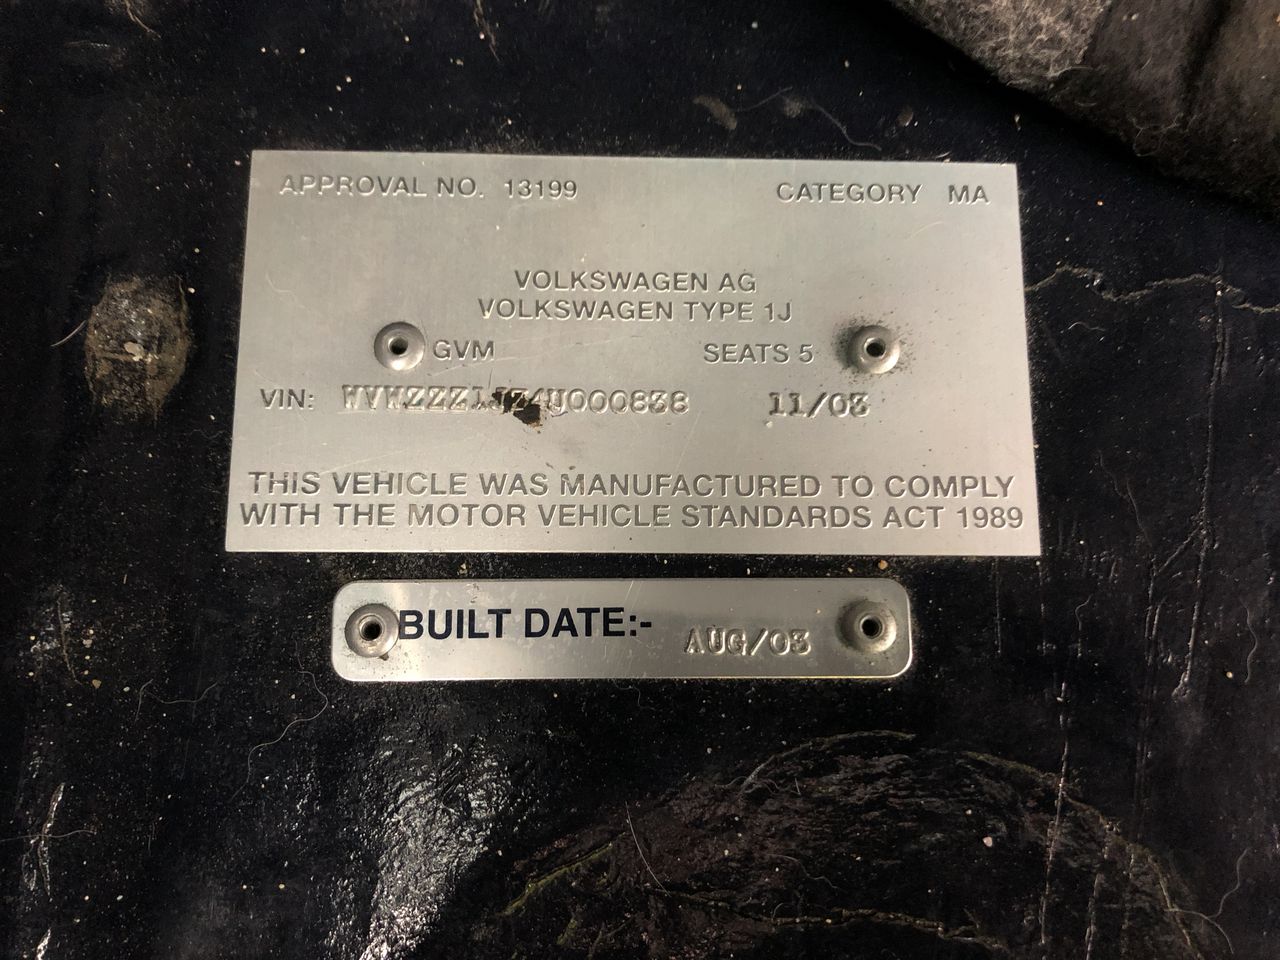 APPROVAL NO. 13199 CATEGORY MA
VOLKSWAGEN AG
VOLKSWAGEN TYPE 1J
GVM SEATS 5
VIN: WVWZZZ1JZ4U000838 11/03
THIS VEHICLE WAS MANUFACTURED TO COMPLY
WITH THE MOTOR VEHICLE STANDARDS ACT 1989
BUILT DATE:- AUG/03